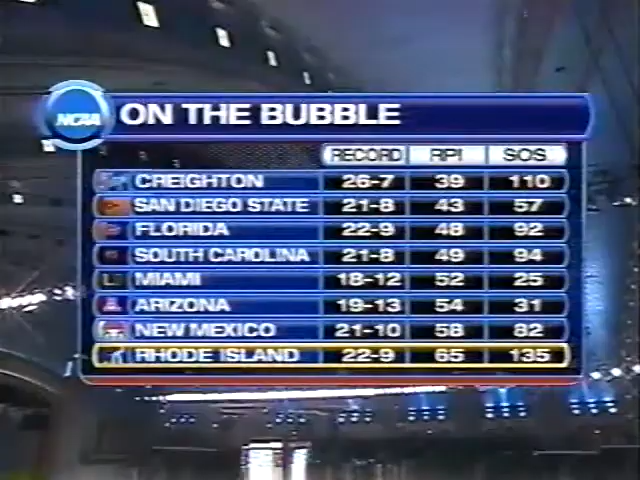 NCAA ON THE BUBBLE
RECORD RPI SOS
CREIGHTON 26-7 39 110
SAN DIEGO STATE 21-8 43 57
FLORIDA 22-9 48 92
SOUTH CAROLINA 21-8 49 94
MIAMI 18-12 52 25
ARIZONA 19-13 54 31
NEW MEXICO 21-10 58 82
RHODE ISLAND 22-9 65 135